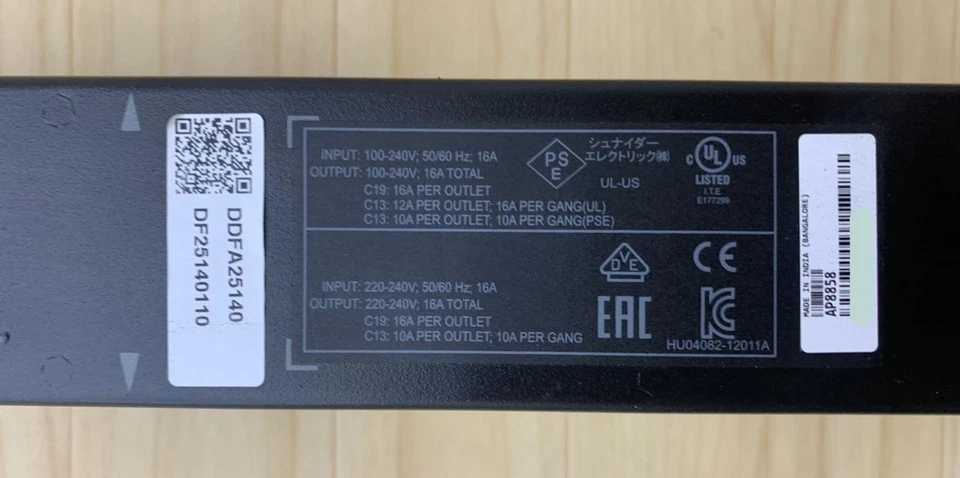 DDFA25140
DF25140110
INPUT: 100-240V; 50/60 Hz; 16A
OUTPUT: 100-240V; 16A TOTAL
C19: 16A PER OUTLET
C13: 12A PER OUTLET; 16A PER GANG(UL)
C13: 10A PER OUTLET; 10A PER GANG(PSE)
PS
E
シュナイダー
エレクトリック㈱
UL-US
C UL US
LISTED
I.T.E.
E177299
INPUT: 220-240V; 50/60 Hz; 16A
OUTPUT: 220-240V; 16A TOTAL
C19: 16A PER OUTLET
C13: 10A PER OUTLET; 10A PER GANG
DVE
CE
EAC
HU04082-12011A
MADE IN INDIA (BANGALORE)
AP8858